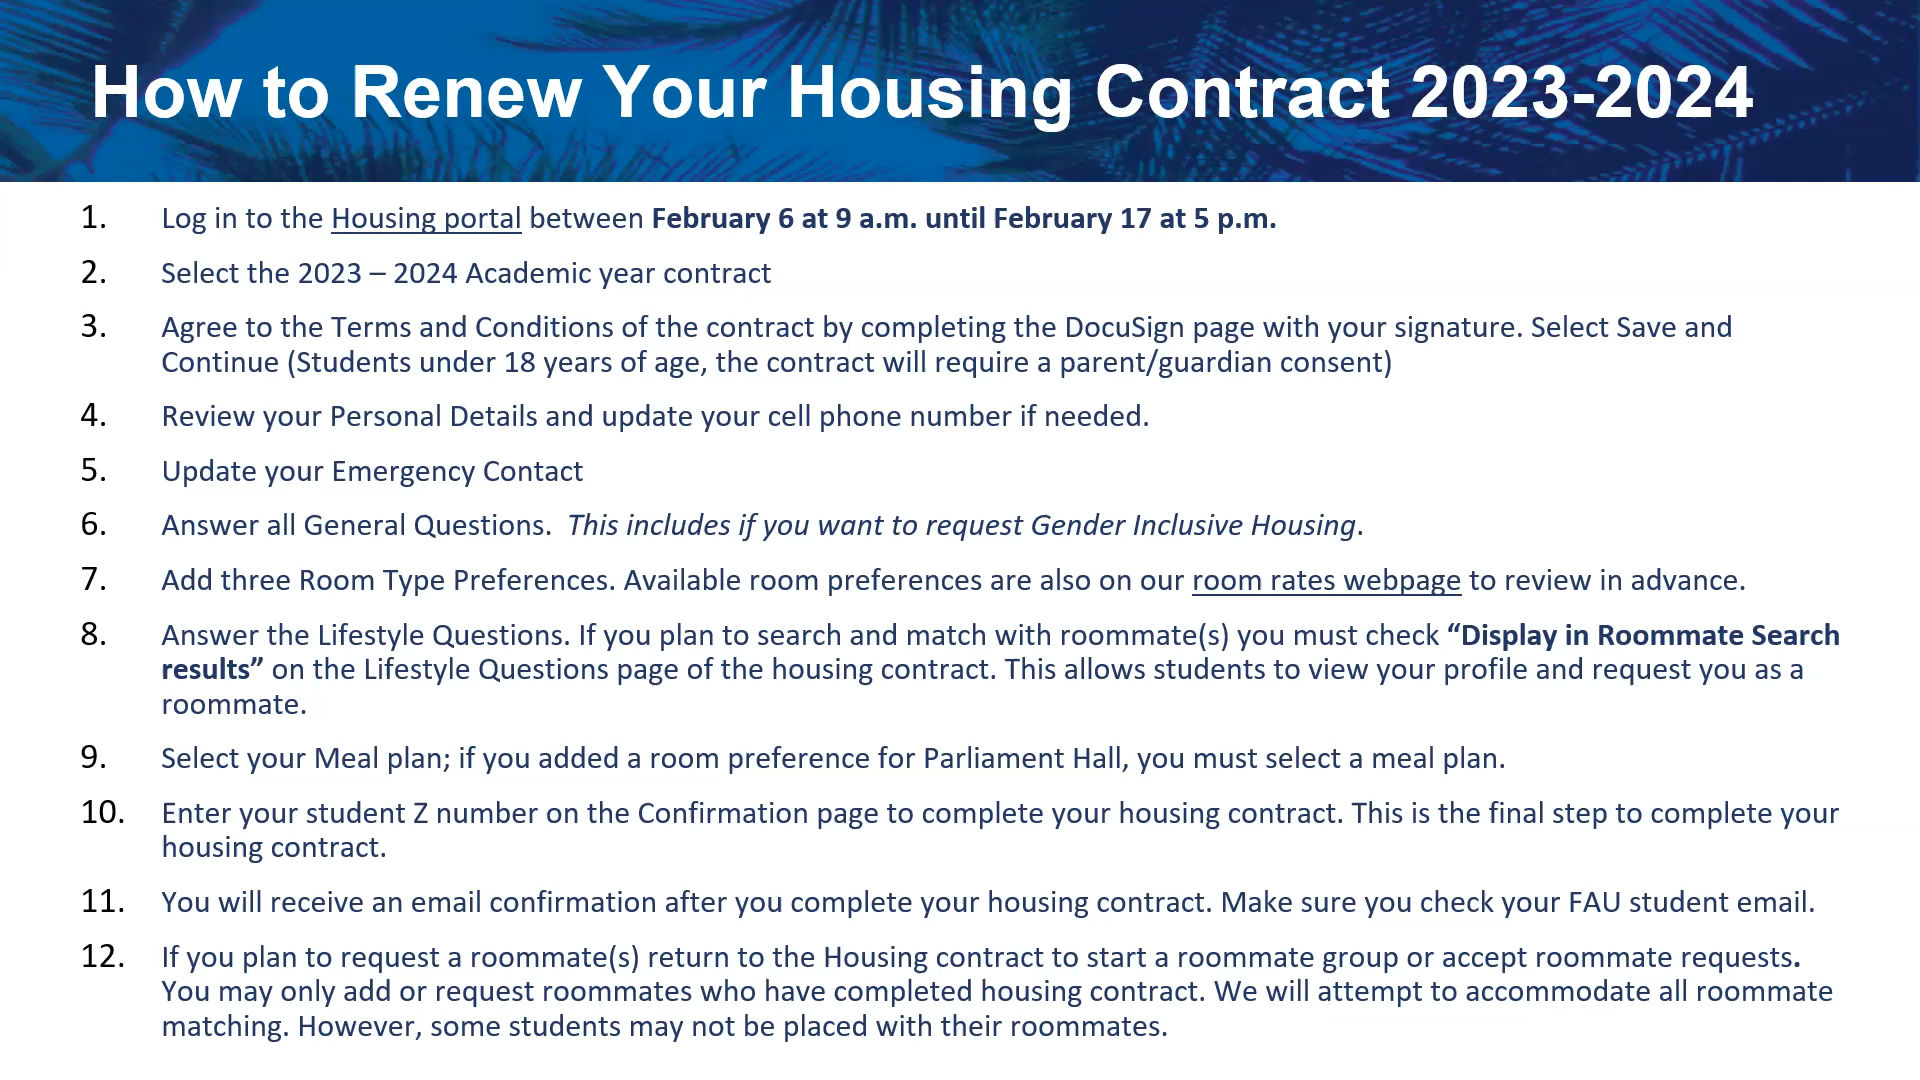 How to Renew Your Housing Contract 2023-2024
1. Log in to the Housing portal between February 6 at 9 a.m. until February 17 at 5 p.m.
2. Select the 2023 – 2024 Academic year contract
3. Agree to the Terms and Conditions of the contract by completing the DocuSign page with your signature. Select Save and
Continue (Students under 18 years of age, the contract will require a parent/guardian consent)
4. Review your Personal Details and update your cell phone number if needed.
5. Update your Emergency Contact
6. Answer all General Questions.  This includes if you want to request Gender Inclusive Housing.
7. Add three Room Type Preferences. Available room preferences are also on our room rates webpage to review in advance.
8. Answer the Lifestyle Questions. If you plan to search and match with roommate(s) you must check “Display in Roommate Search
results” on the Lifestyle Questions page of the housing contract. This allows students to view your profile and request you as a
roommate.
9. Select your Meal plan; if you added a room preference for Parliament Hall, you must select a meal plan.
10. Enter your student Z number on the Confirmation page to complete your housing contract. This is the final step to complete your
housing contract.
11. You will receive an email confirmation after you complete your housing contract. Make sure you check your FAU student email.
12. If you plan to request a roommate(s) return to the Housing contract to start a roommate group or accept roommate requests.
You may only add or request roommates who have completed housing contract. We will attempt to accommodate all roommate
matching. However, some students may not be placed with their roommates.